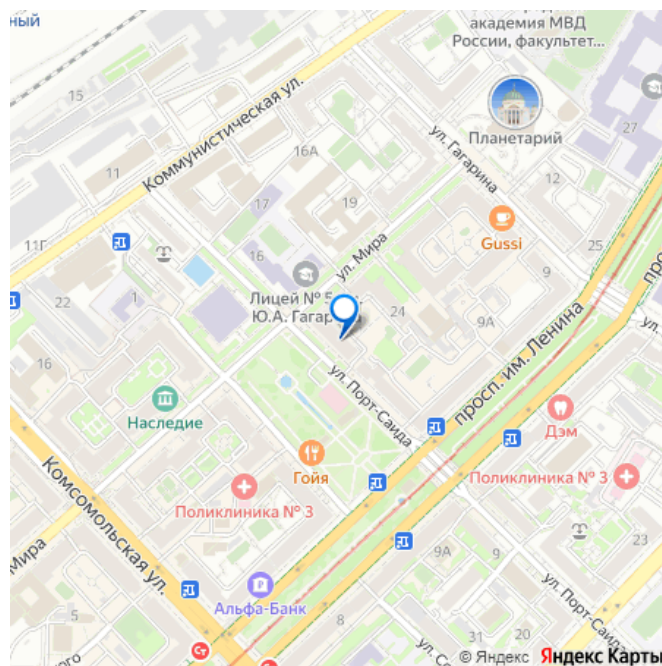 ный
академия МВД
России, факультет...
15
Коммунистическая ул.
Планетарий
27
ул. Гагарина
16А
11
12
17
19
11Г
16
ул. Мира
Gussi
25
Лицей № 5
Ю.А. Гагар
9
24
9А
1
16
просп. им. Ленина
ул. Порт-Саида
Наследие
Дэм
Гойя
Поликлиника № 3
Поликлиника № 3
Комсомольская ул.
Мира
9А
Альфа-Банк
8
ул. Порт-Саида
31
20
© Яндекс Яндекс Карты